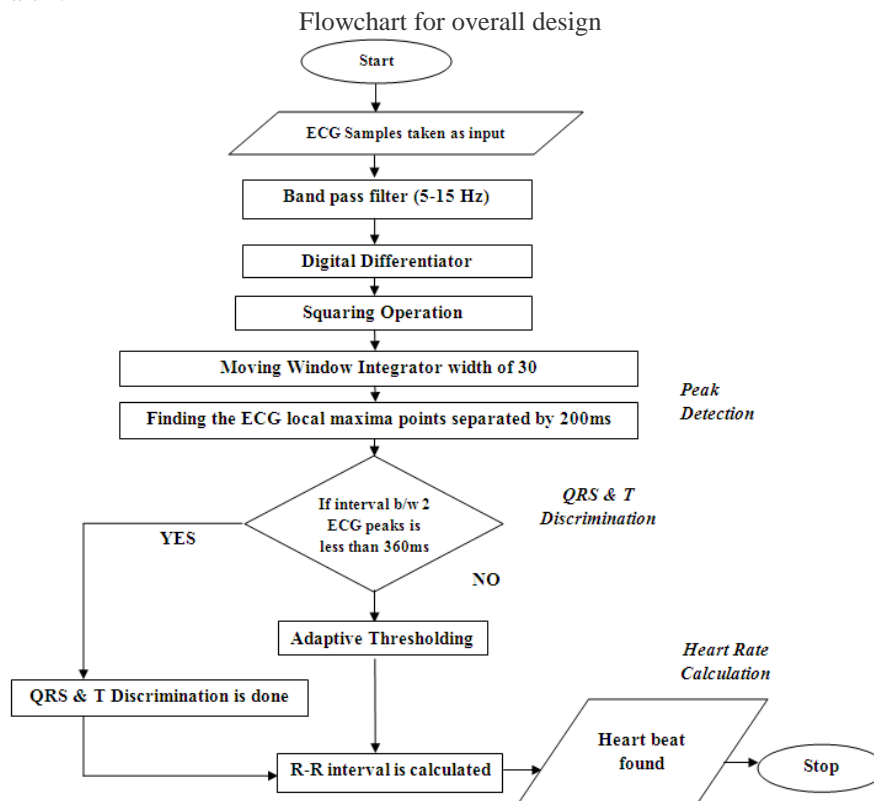 Flowchart for overall design
Start
ECG Samples taken as input
Band pass filter (5-15 Hz)
Digital Differentiator
Squaring Operation
Moving Window Integrator width of 30
Peak
Detection
Finding the ECG local maxima points separated by 200ms
If interval b/w 2
ECG peaks is
less than 360ms
QRS & T
Discrimination
YES
NO
Adaptive Thresholding
Heart Rate
Calculation
QRS & T Discrimination is done
R-R interval is calculated
Heart beat
found
Stop